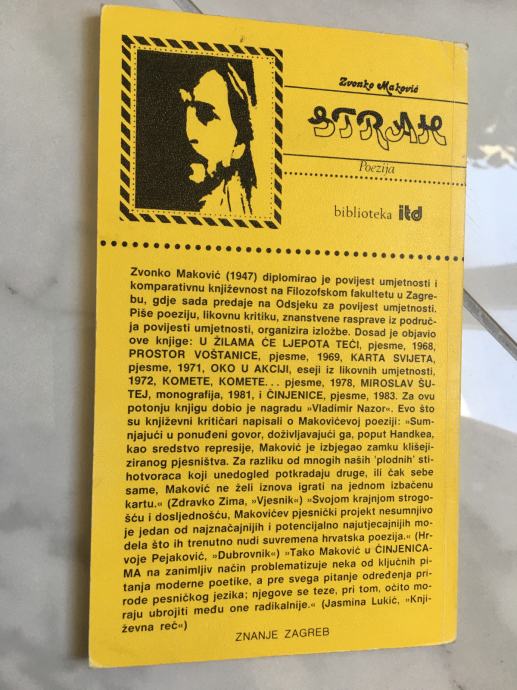 Zvonko Maković
STRAH
Poezija
biblioteka itd
Zvonko Maković (1947) diplomirao je povijest umjetnosti i
komparativnu književnost na Filozofskom fakultetu u Zagre-
bu, gdje sada predaje na Odsjeku za povijest umjetnosti.
Piše poeziju, likovnu kritiku, znanstvene rasprave iz područ-
ja povijesti umjetnosti, organizira izložbe. Dosad je objavio
ove knjige: U ŽILAMA ĆE LJEPOTA TEĆI, pjesme, 1968,
PROSTOR VOŠTANICE, pjesme, 1969, KARTA SVIJETA,
pjesme, 1971, OKO U AKCIJI, eseji iz likovnih umjetnosti,
1972, KOMETE, KOMETE... pjesme, 1978, MIROSLAV ŠU-
TEJ, monografija, 1981, i ČINJENICE, pjesme, 1983. Za ovu
potonju knjigu dobio je nagradu »Vladimir Nazor«. Evo što
su književni kritičari napisali o Makovićevoj poeziji: »Sum-
njajući u ponuđeni govor, doživljavajući ga, poput Handkea,
kao sredstvo represije, Maković je izbjegao zamku klišeji-
ziranog pjesništva. Za razliku od mnogih naših 'plodnih' sti-
hotvoraca koji unedogled potkradaju druge, ili čak sebe
same, Maković ne želi iznova igrati na jednom izbačenu
kartu.« (Zdravko Zima, »Vjesnik«) »Svojom krajnjom strogo-
šću i dosljednošću, Makovićev pjesnički projekt nesumnjivo
je jedan od najznačajnijih i potencijalno najutjecajnijih mo-
dela što ih trenutno nudi suvremena hrvatska poezija.« (Hr-
voje Pejaković, »Dubrovnik«) »Tako Maković u ČINJENICA-
MA na zanimljiv način problematizuje neka od ključnih pi-
tanja moderne poetike, a pre svega pitanje određenja pri-
rode pesničkog jezika; njegove se teze, pri tom, očito mo-
raju ubrojiti među one radikalnije.« (Jasmina Lukić, »Knji-
ževna reč«)
ZNANJE ZAGREB